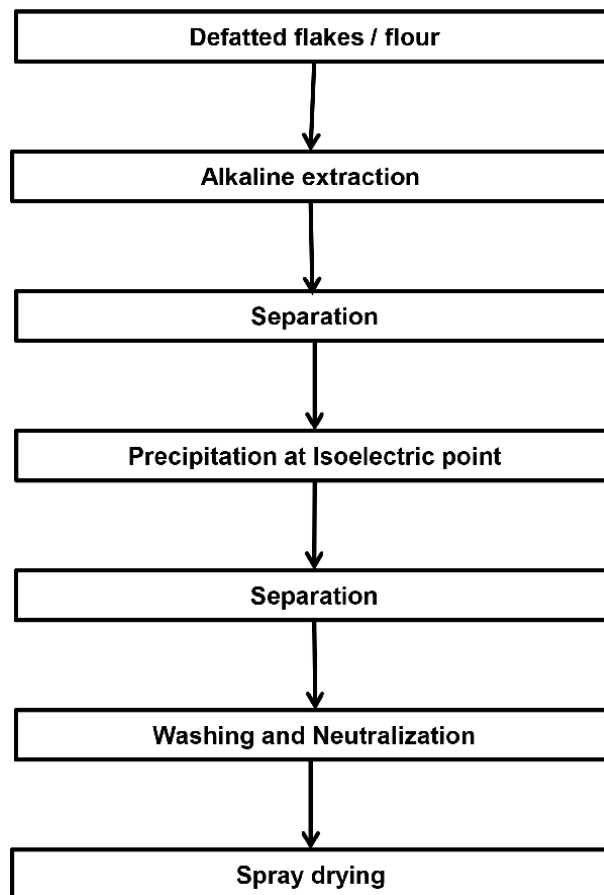 Defatted flakes / flour
Alkaline extraction
Separation
Precipitation at Isoelectric point
Separation
Washing and Neutralization
Spray drying